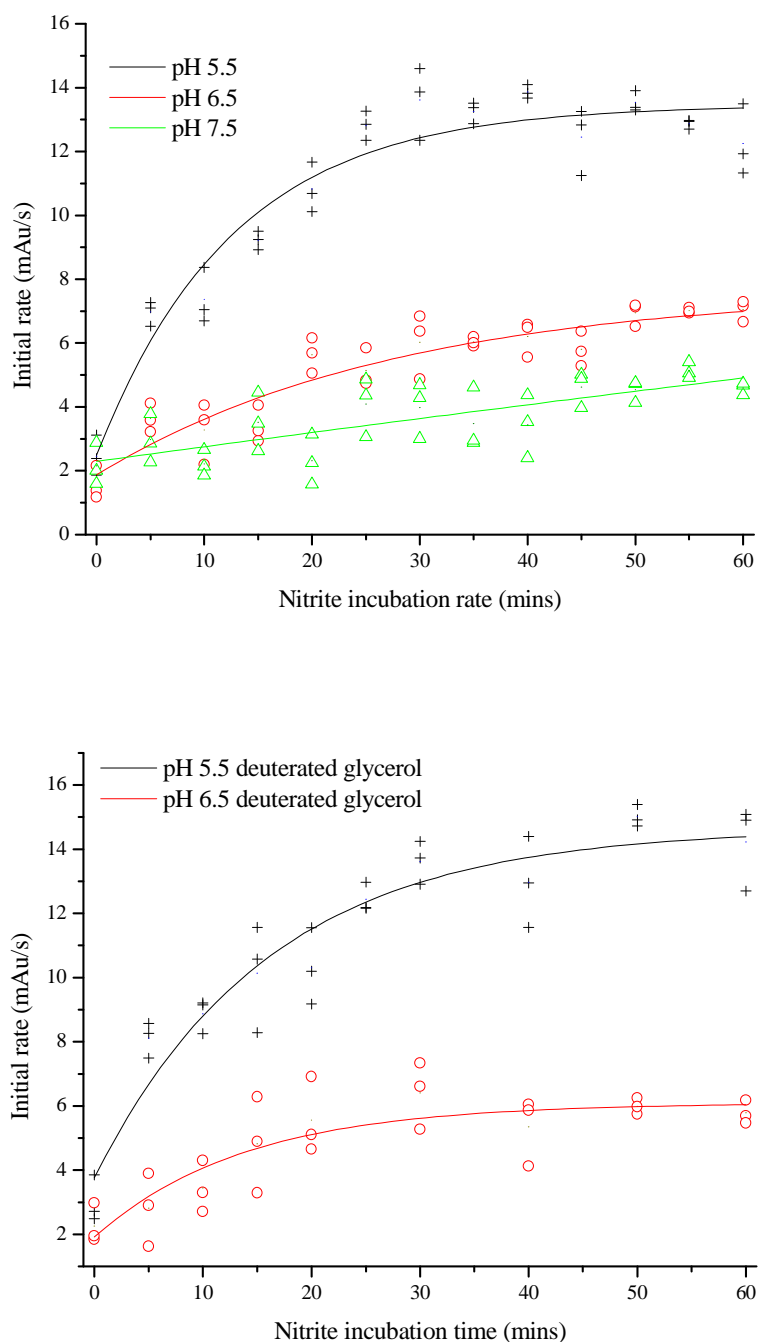 16
14
12
10
8
6
4
2
0
Initial rate (mAu/s)
pH 5.5
pH 6.5
pH 7.5
0 10 20 30 40 50 60
Nitrite incubation rate (mins)
16
14
12
10
8
6
4
2
Initial rate (mAu/s)
pH 5.5 deuterated glycerol
pH 6.5 deuterated glycerol
0 10 20 30 40 50 60
Nitrite incubation time (mins)